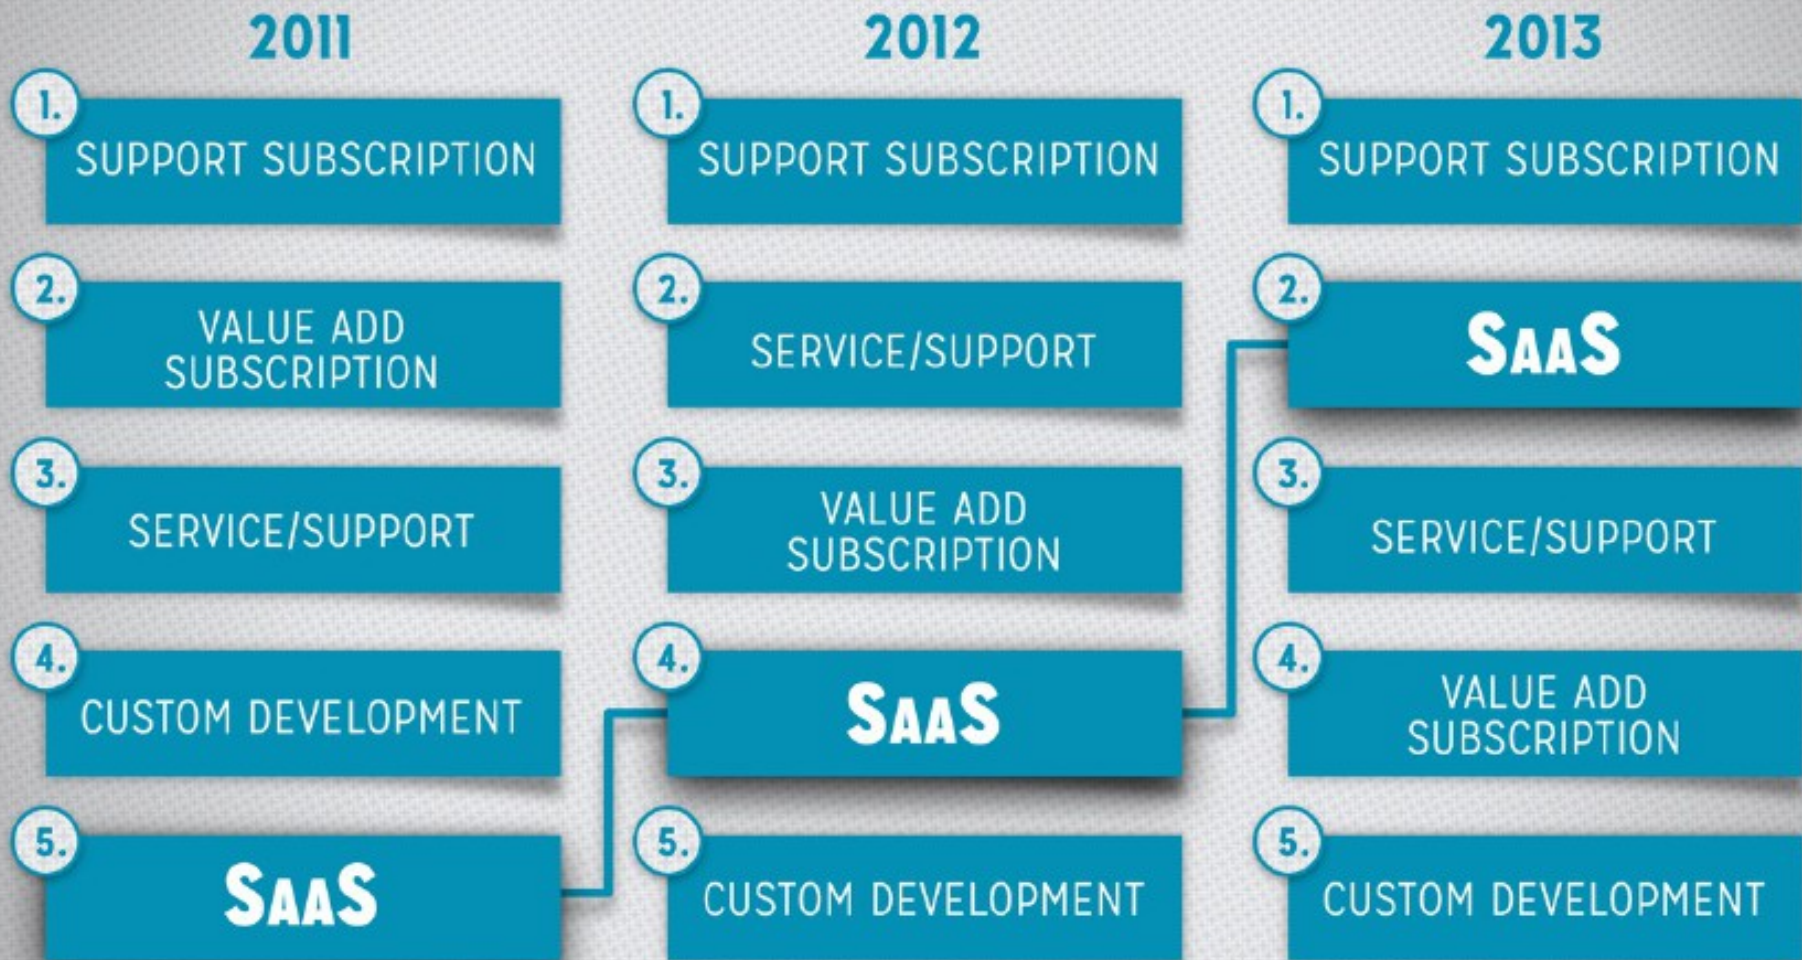 2011
1.
SUPPORT SUBSCRIPTION
2.
VALUE ADD
SUBSCRIPTION
3.
SERVICE/SUPPORT
4.
CUSTOM DEVELOPMENT
5.
SAAS
2012
1.
SUPPORT SUBSCRIPTION
2.
SERVICE/SUPPORT
3.
VALUE ADD
SUBSCRIPTION
4.
SAAS
5.
CUSTOM DEVELOPMENT
2013
1.
SUPPORT SUBSCRIPTION
2.
SAAS
3.
SERVICE/SUPPORT
4.
VALUE ADD
SUBSCRIPTION
5.
CUSTOM DEVELOPMENT